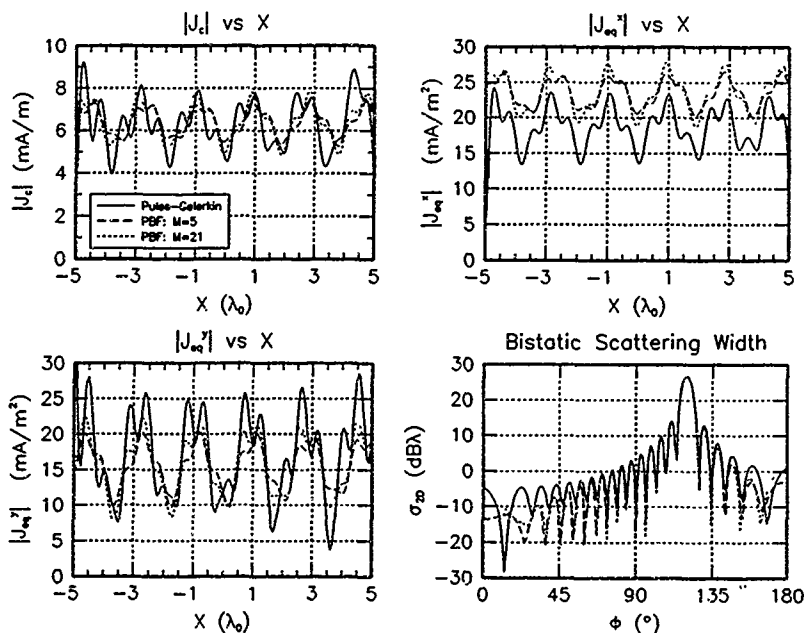 |J_c| vs X
10
8
6
4
2
0
|J_c| (mA/m)
Pulse-Galerkin
PBF: M=5
PBF: M=21
-5 -3 -1 1 3 5
X (λ₀)
|J_eq^x| vs X
30
25
20
15
10
5
0
|J_eq^x| (mA/m²)
-5 -3 -1 1 3 5
X (λ₀)
|J_eq^y| vs X
30
25
20
15
10
5
0
|J_eq^y| (mA/m²)
-5 -3 -1 1 3 5
X (λ₀)
Bistatic Scattering Width
30
20
10
0
-10
-20
-30
σ_2D (dBλ)
0 45 90 135 180
Φ (°)